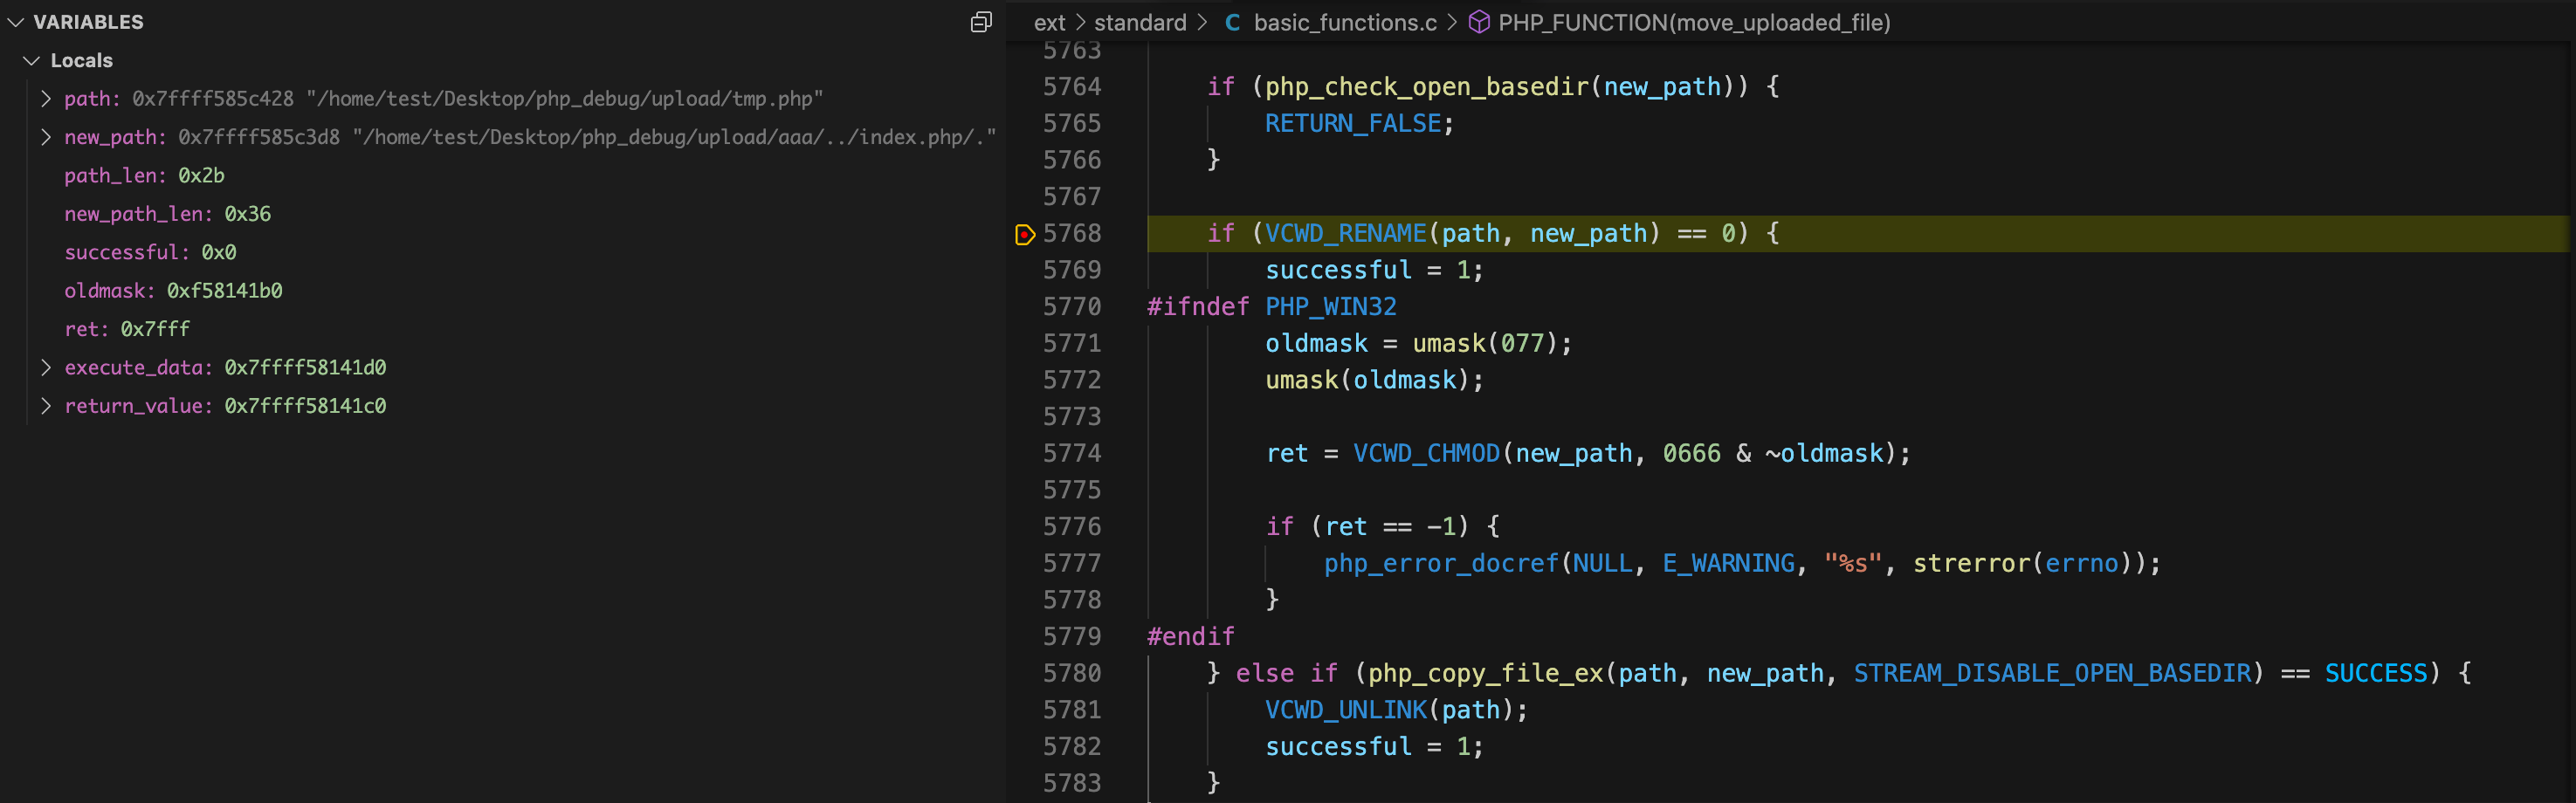 VARIABLES
Locals
path: 0x7ffff585c428 "/home/test/Desktop/php_debug/upload/tmp.php"
new_path: 0x7ffff585c3d8 "/home/test/Desktop/php_debug/upload/aaa/../index.php/."
path_len: 0x2b
new_path_len: 0x36
successful: 0x0
oldmask: 0xf58141b0
ret: 0x7fff
execute_data: 0x7ffff58141d0
return_value: 0x7ffff58141c0
ext > standard > C basic_functions.c > PHP_FUNCTION(move_uploaded_file)
5763
5764 if (php_check_open_basedir(new_path)) {
5765 RETURN_FALSE;
5766 }
5767
5768 if (VCWD_RENAME(path, new_path) == 0) {
5769 successful = 1;
5770 #ifndef PHP_WIN32
5771 oldmask = umask(077);
5772 umask(oldmask);
5773
5774 ret = VCWD_CHMOD(new_path, 0666 & ~oldmask);
5775
5776 if (ret == -1) {
5777 php_error_docref(NULL, E_WARNING, "%s", strerror(errno));
5778 }
5779 #endif
5780 } else if (php_copy_file_ex(path, new_path, STREAM_DISABLE_OPEN_BASEDIR) == SUCCESS) {
5781 VCWD_UNLINK(path);
5782 successful = 1;
5783 }